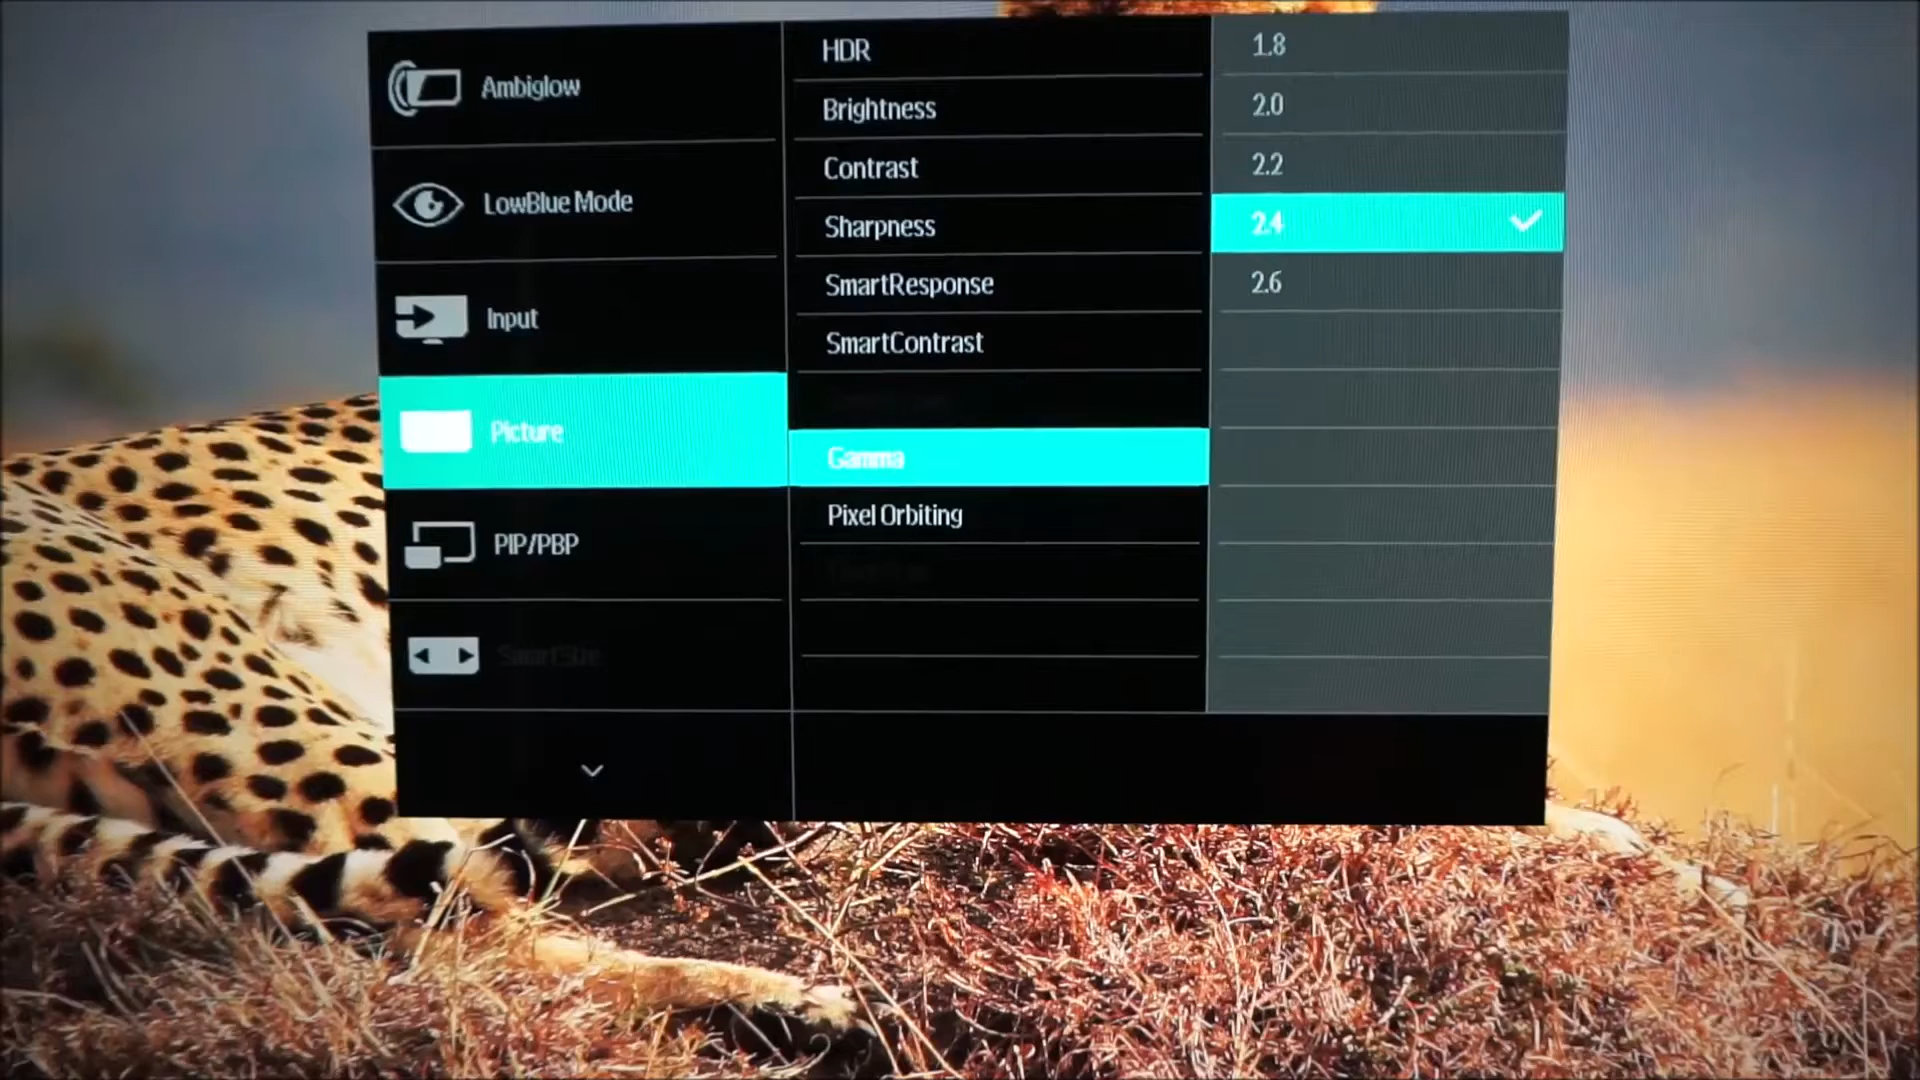 Ambiglow
LowBlue Mode
Input
Picture
PIP/PBP
SmartSize
HDR
Brightness
Contrast
Sharpness
SmartResponse
SmartContrast
Gamma
Pixel Orbiting
1.8
2.0
2.2
2.4
2.6